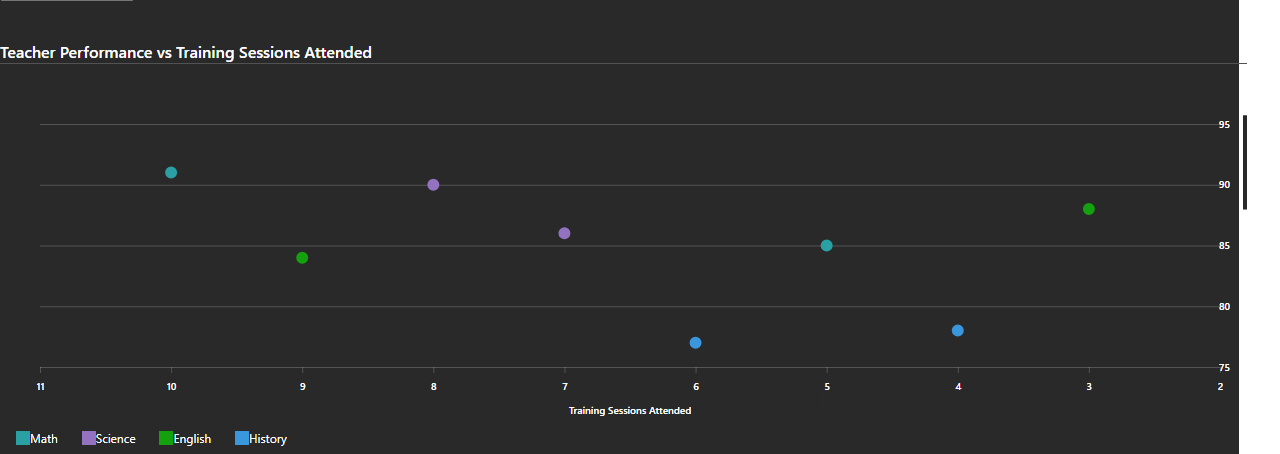 Teacher Performance vs Training Sessions Attended
95
90
85
80
75
11 10 9 8 7 6 5 4 3 2
Training Sessions Attended
Math Science English History